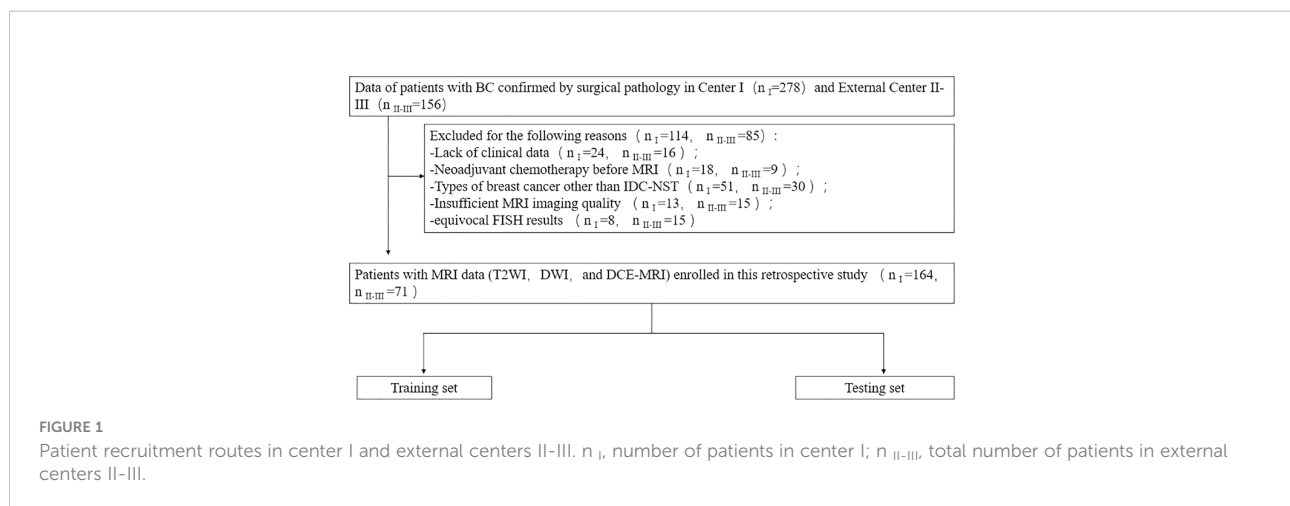 Data of patients with BC confirmed by surgical pathology in Center I (n I=278) and External Center II-
III (n II-III=156)
Excluded for the following reasons (n I=114, n II-III=85) :
-Lack of clinical data (n I=24, n II-III=16) ;
-Neoadjuvant chemotherapy before MRI (n I=18, n II-III=9) ;
-Types of breast cancer other than IDC-NST (n I=51, n II-III=30) ;
-Insufficient MRI imaging quality (n I=13, n II-III=15) ;
-equivocal FISH results (n I=8, n II-III=15)
Patients with MRI data (T2WI, DWI, and DCE-MRI) enrolled in this retrospective study (n I=164,
n II-III=71)
Training set
Testing set
FIGURE 1
Patient recruitment routes in center I and external centers II-III. n I, number of patients in center I; n II-III, total number of patients in external
centers II-III.